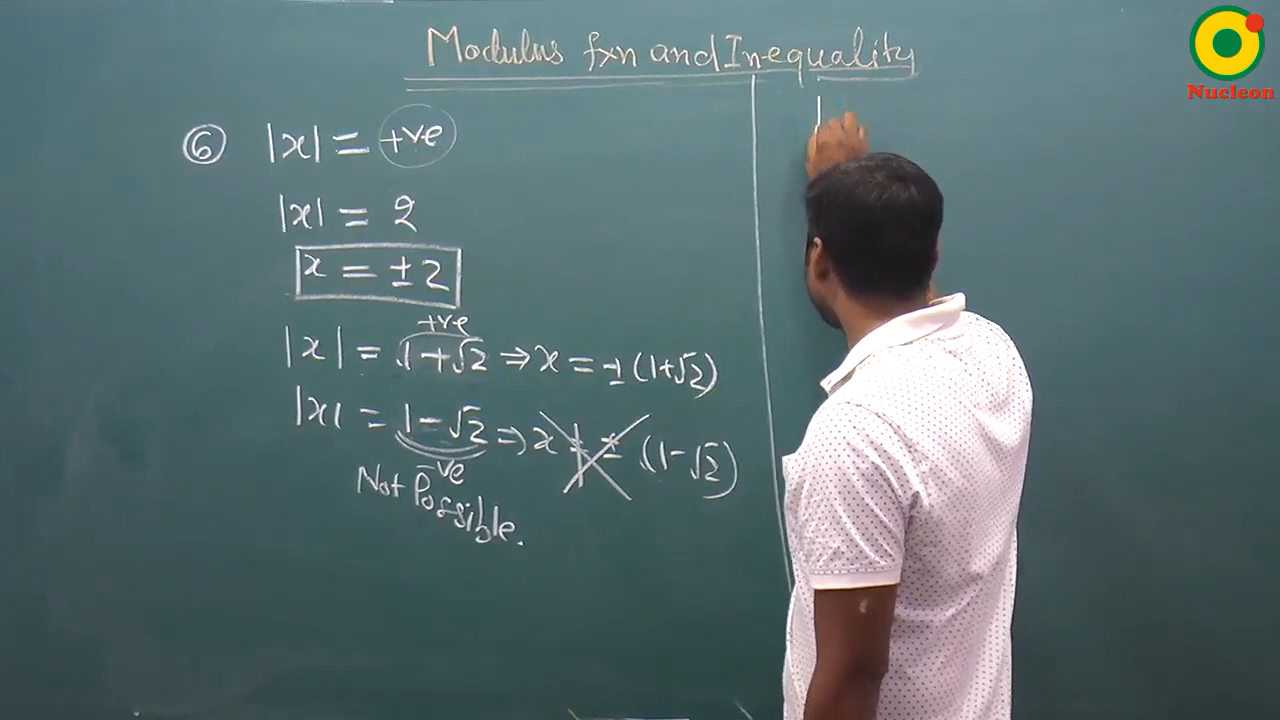 Modulus fxn and Inequality
Nucleon
⑥ |x| = +ve
|x| = 2
x = ±2
+ve
|x| = 1+√2 ⇒ x = ±(1+√2)
|x| = 1-√2 ⇒ x = ± (1-√2)
-ve
Not Possible.